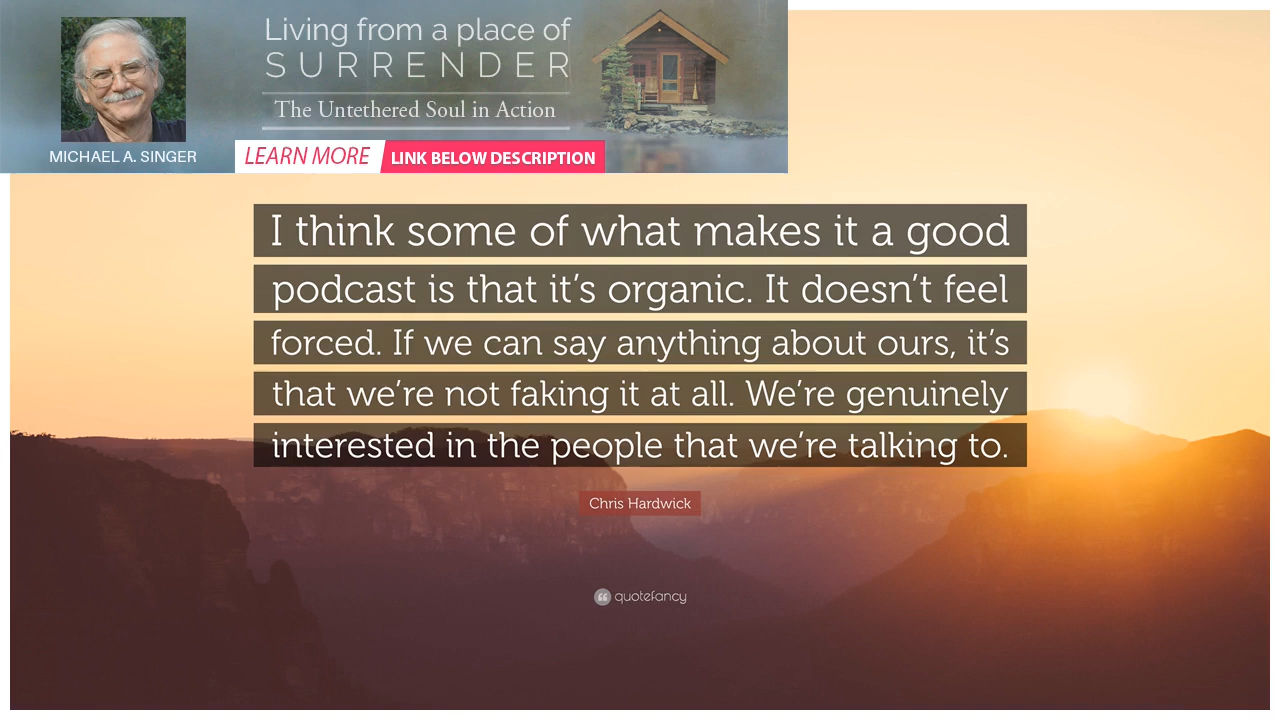 Living from a place of
SURRENDER
The Untethered Soul in Action
MICHAEL A. SINGER
LEARN MORE LINK BELOW DESCRIPTION
I think some of what makes it a good
podcast is that it’s organic. It doesn’t feel
forced. If we can say anything about ours, it’s
that we’re not faking it at all. We’re genuinely
interested in the people that we’re talking to.
Chris Hardwick
quotefancy